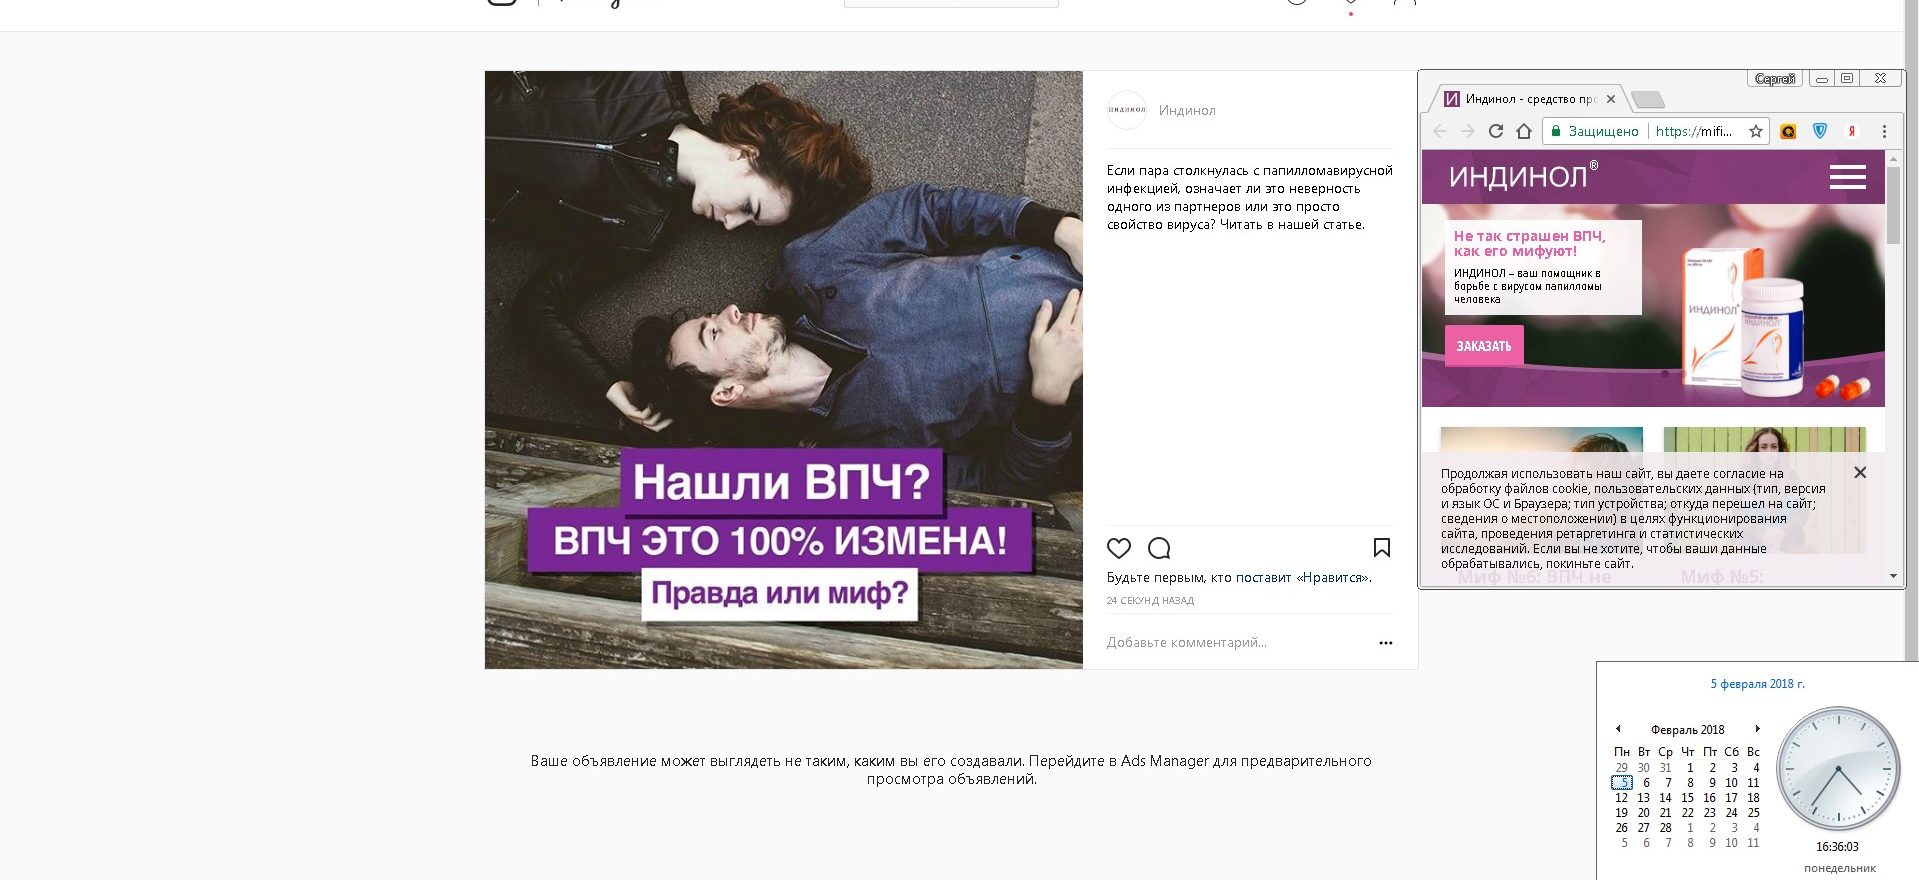 Индинол
ИНДИНОЛ
Если пара столкнулась с папилломавирусной
инфекцией, означает ли это неверность
одного из партнеров или это просто
свойство вируса? Читать в нашей статье.
Нашли ВПЧ?
ВПЧ ЭТО 100% ИЗМЕНА!
Правда или миф?
Будьте первым, кто поставит «Нравится».
24 СЕКУНД НАЗАД
Добавьте комментарий...
Ваше объявление может выглядеть не таким, каким вы его создавали. Перейдите в Ads Manager для предварительного
просмотра объявлений.
Сергей
Индинол - средство про
Защищено https://mifi...
Я
ИНДИНОЛ®
Не так страшен ВПЧ,
как его мифуют!
ИНДИНОЛ – ваш помощник в
борьбе с вирусом папилломы
человека
ЗАКАЗАТЬ
ИНДИНОЛ
ИНДИНОЛ
Продолжая использовать наш сайт, вы даете согласие на
обработку файлов cookie, пользовательских данных (тип, версия
и язык ОС и Браузера; тип устройства; откуда перешел на сайт;
сведения о местоположении) в целях функционирования
сайта, проведения ретаргетинга и статистических
исследований. Если вы не хотите, чтобы ваши данные
обрабатывались, покиньте сайт.
Миф №6: ВПЧ не
Миф №5:
5 февраля 2018 г.
Февраль 2018
Пн Вт Ср Чт Пт Сб Вс
29 30 31 1 2 3 4
5 6 7 8 9 10 11
12 13 14 15 16 17 18
19 20 21 22 23 24 25
26 27 28 1 2 3 4
5 6 7 8 9 10 11
16:36:03
понедельник